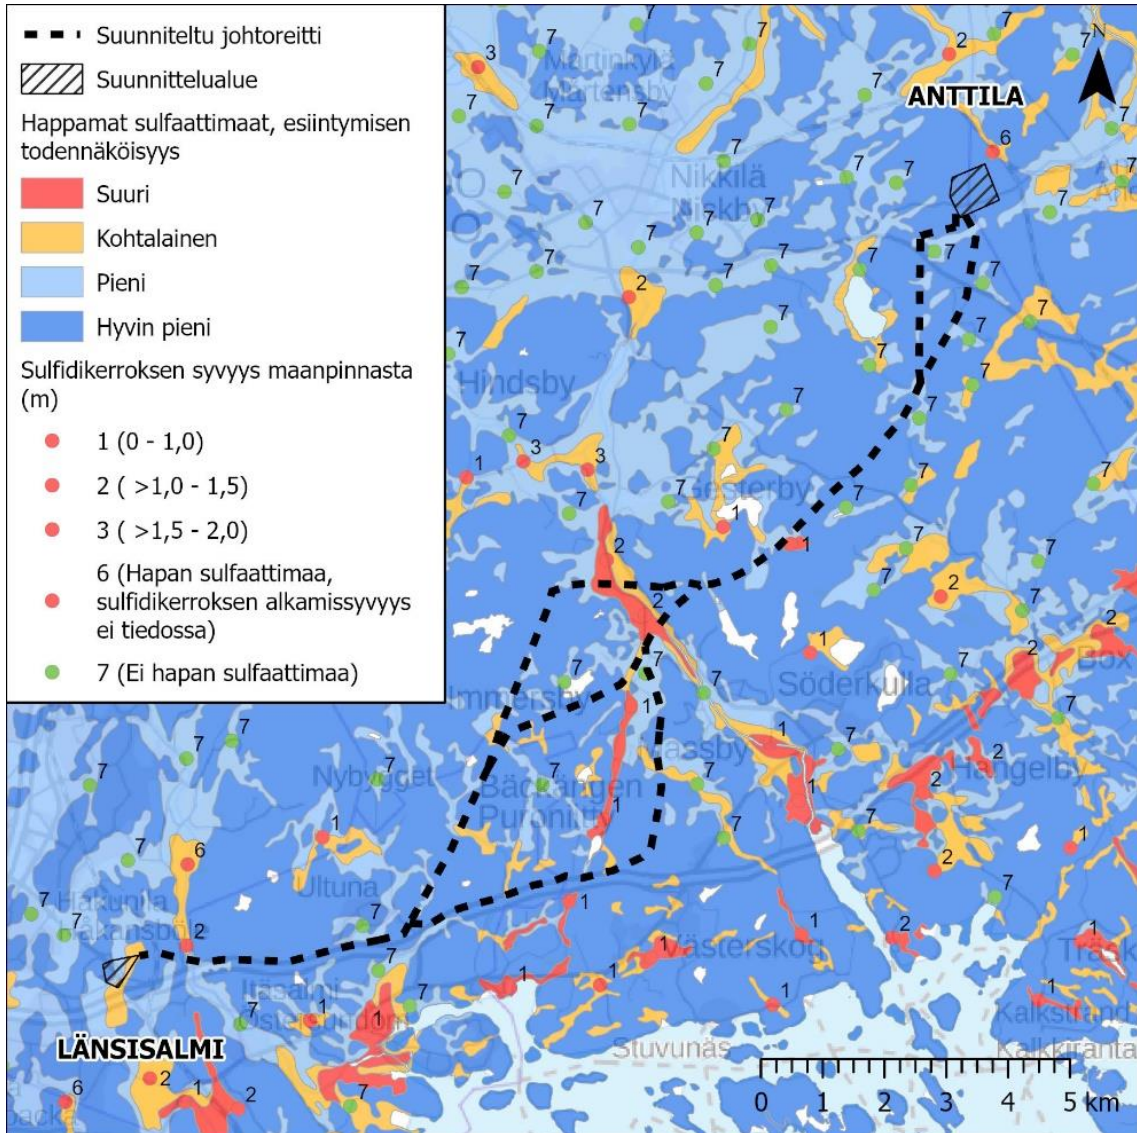 Suunniteltu johtoreitti
Suunnittelualue
Happamat sulfaattimaat, esiintymisen
todennäköisyys
Suuri
Kohtalainen
Pieni
Hyvin pieni
Sulfidikerroksen syvyys maanpinnasta
(m)
1 (0 - 1,0)
2 ( >1,0 - 1,5)
3 ( >1,5 - 2,0)
6 (Hapan sulfaattimaa,
sulfidikerroksen alkamissyvyys
ei tiedossa)
7 (Ei hapan sulfaattimaa)
N
Martinkylä
Mårtensby
ANTTILA
Nikkilä
Nickby
Hindsby
Gesterby
Immersby
Söderkulla
Box
Massby
Hangelby
Nybygget
Bäckängen
Puroniitty
Ultuna
Hakunila
Håkansböle
Västerskog
Itäsalmi
Östersundom
LÄNSISALMI
Stuvunäs
Träsk
Kalkstrand
Kalkkiranta
0 1 2 3 4 5 km